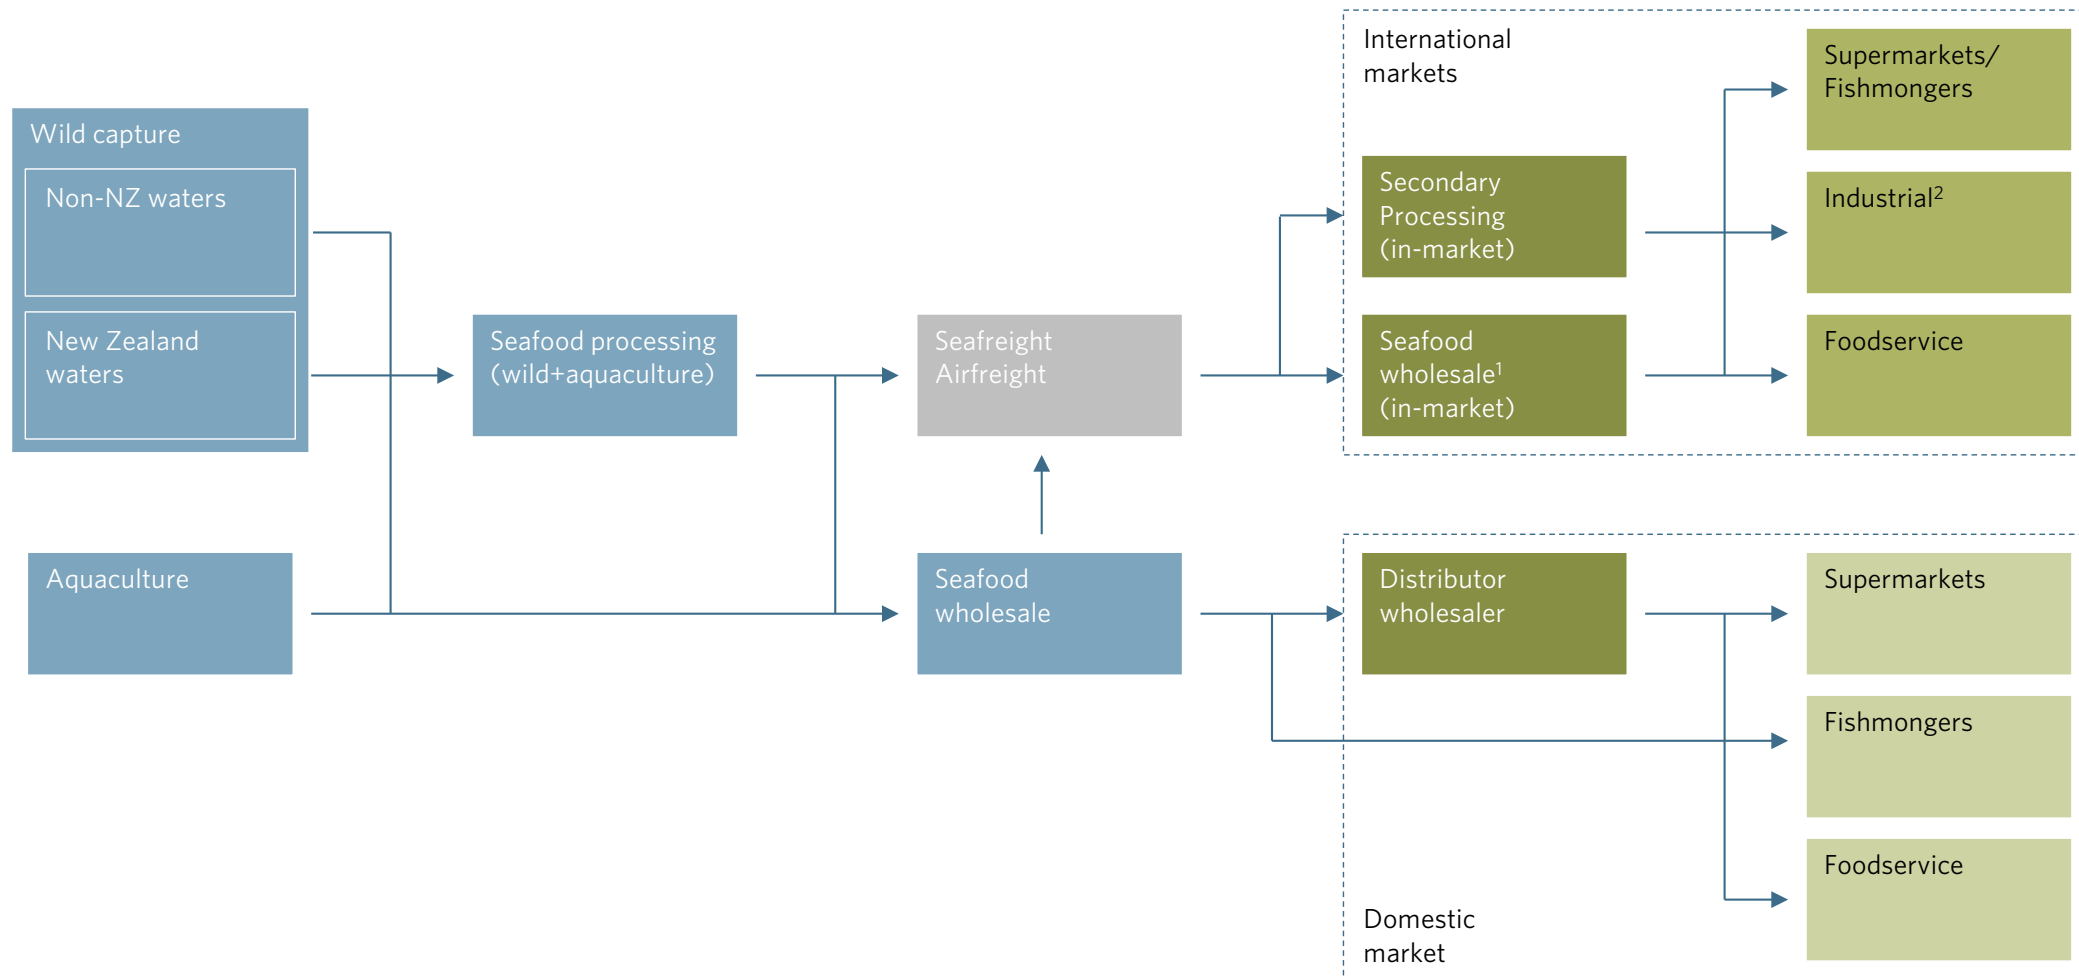 Wild capture
Non-NZ waters
New Zealand
waters
Aquaculture
Seafood processing
(wild+aquaculture)
Seafreight
Airfreight
Seafood
wholesale
International
markets
Secondary
Processing
(in-market)
Seafood
wholesale¹
(in-market)
Supermarkets/
Fishmongers
Industrial²
Foodservice
Distributor
wholesaler
Domestic
market
Supermarkets
Fishmongers
Foodservice